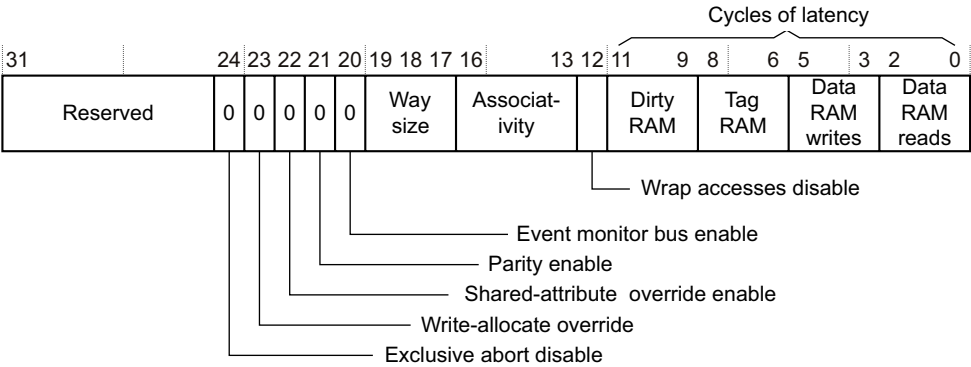 Cycles of latency
31 24 23 22 21 20 19 18 17 16 13 12 11 9 8 6 5 3 2 0
Reserved 0 0 0 0 0 Way size Associat-ivity Dirty RAM Tag RAM Data RAM writes Data RAM reads
Wrap accesses disable
Event monitor bus enable
Parity enable
Shared-attribute override enable
Write-allocate override
Exclusive abort disable